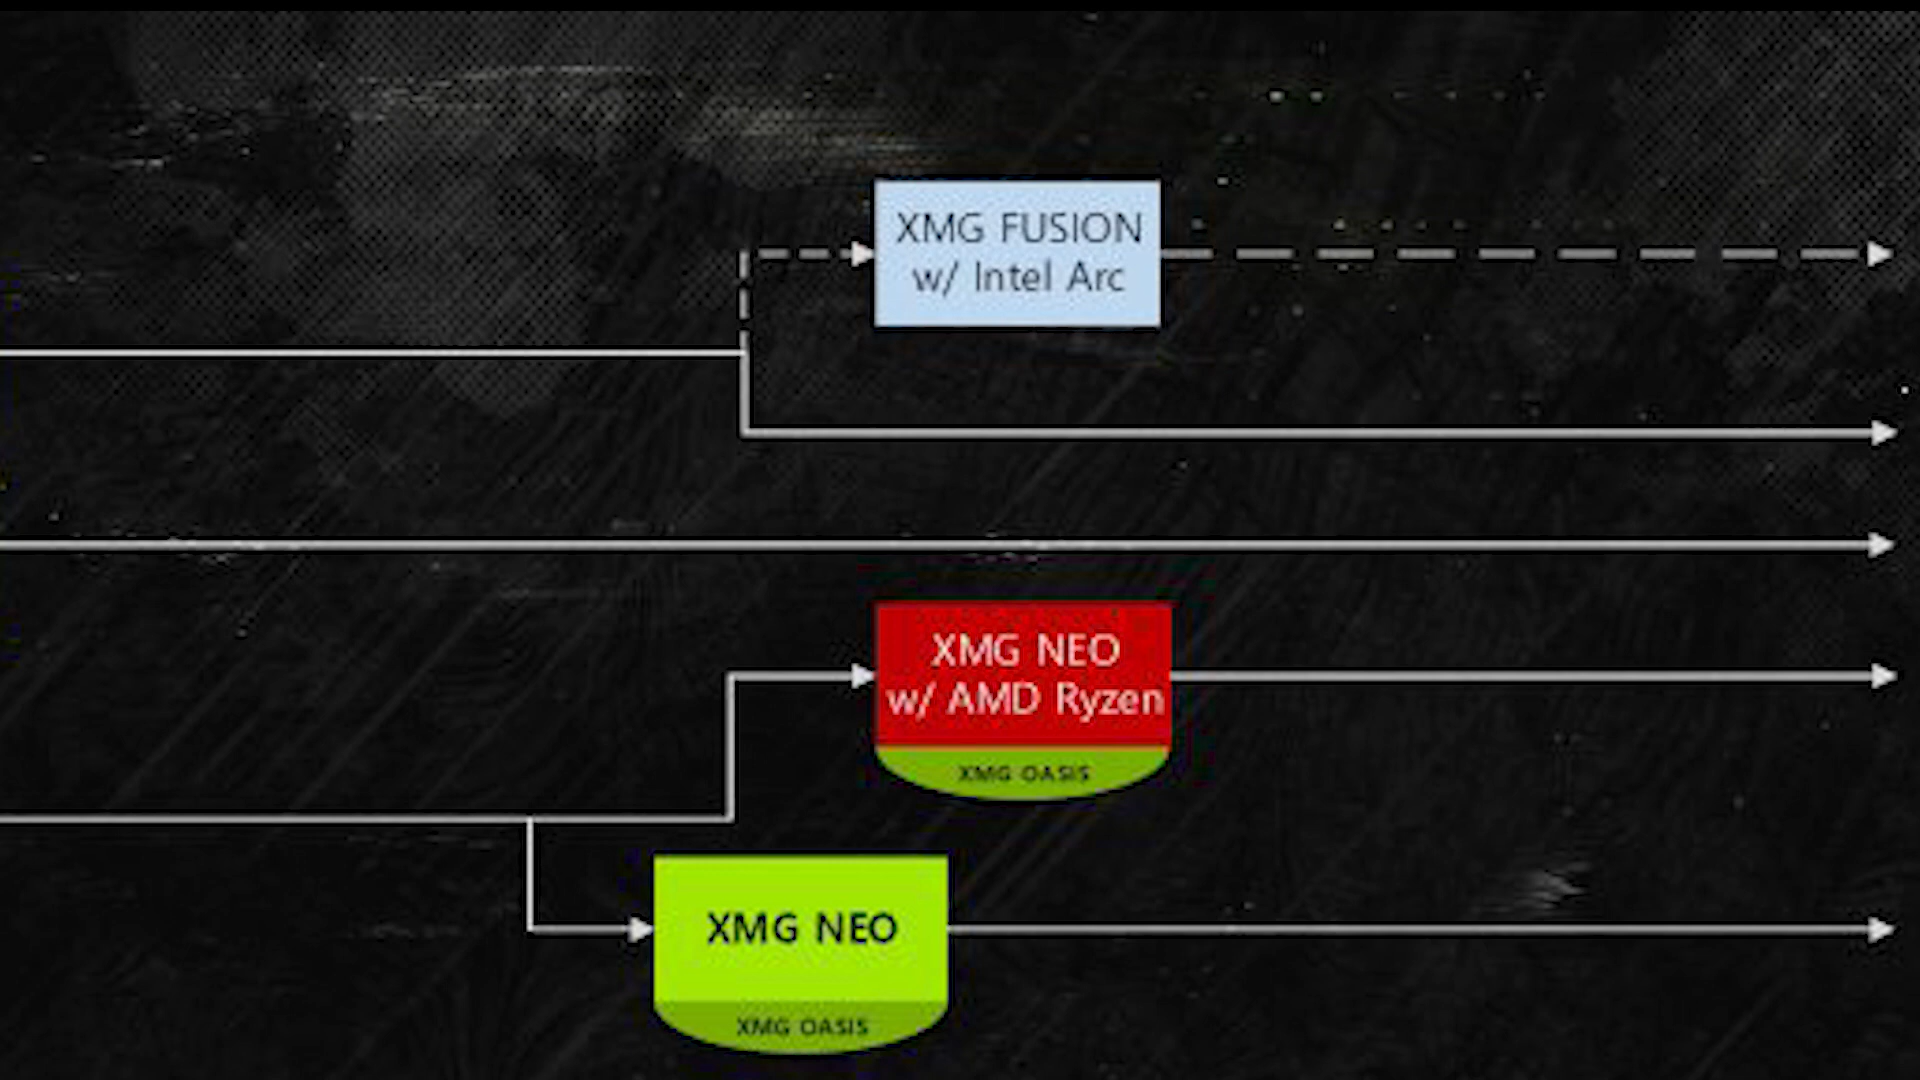 XMG FUSION
w/ Intel Arc
XMG NEO
w/ AMD Ryzen
XMG OASIS
XMG NEO
XMG OASIS